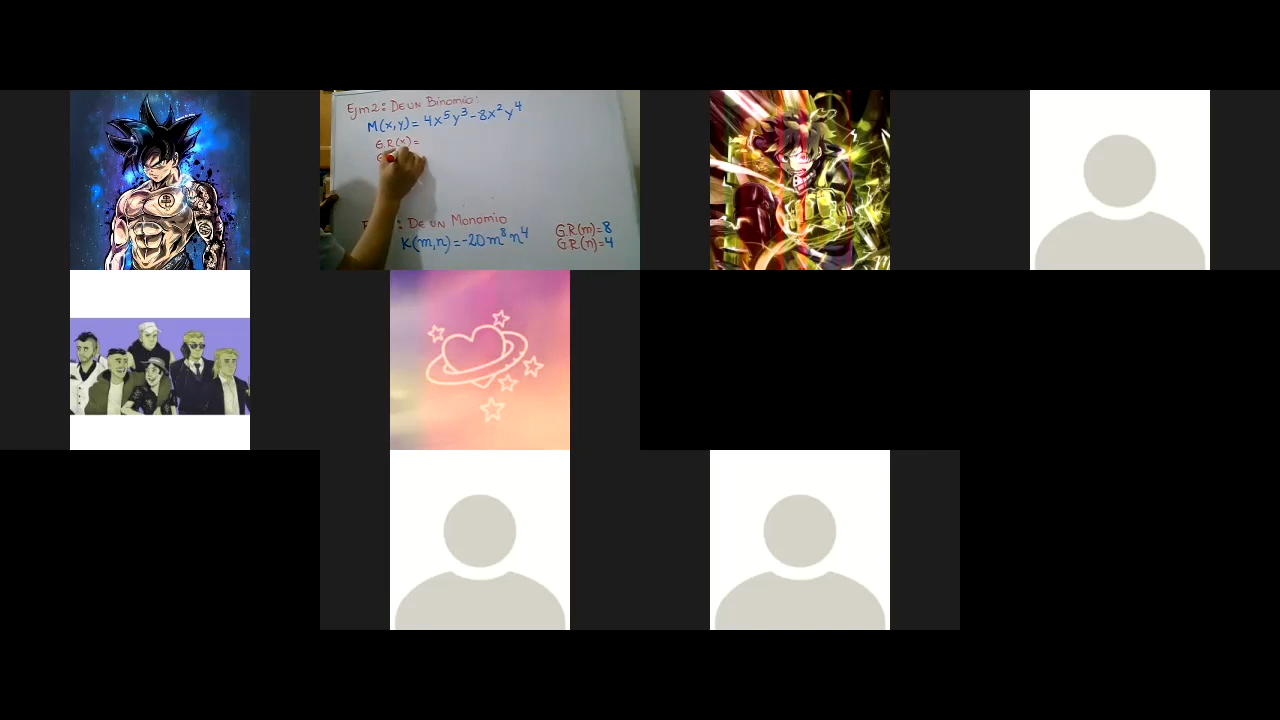 Ejm2: De un Binomio:
M(x,y) = 4x⁵y³-8x²y⁴
G.R(x) =
G
: De un Monomio
K(m,n) = -20m⁸n⁴
G.R(m)=8
G.R(n)=4